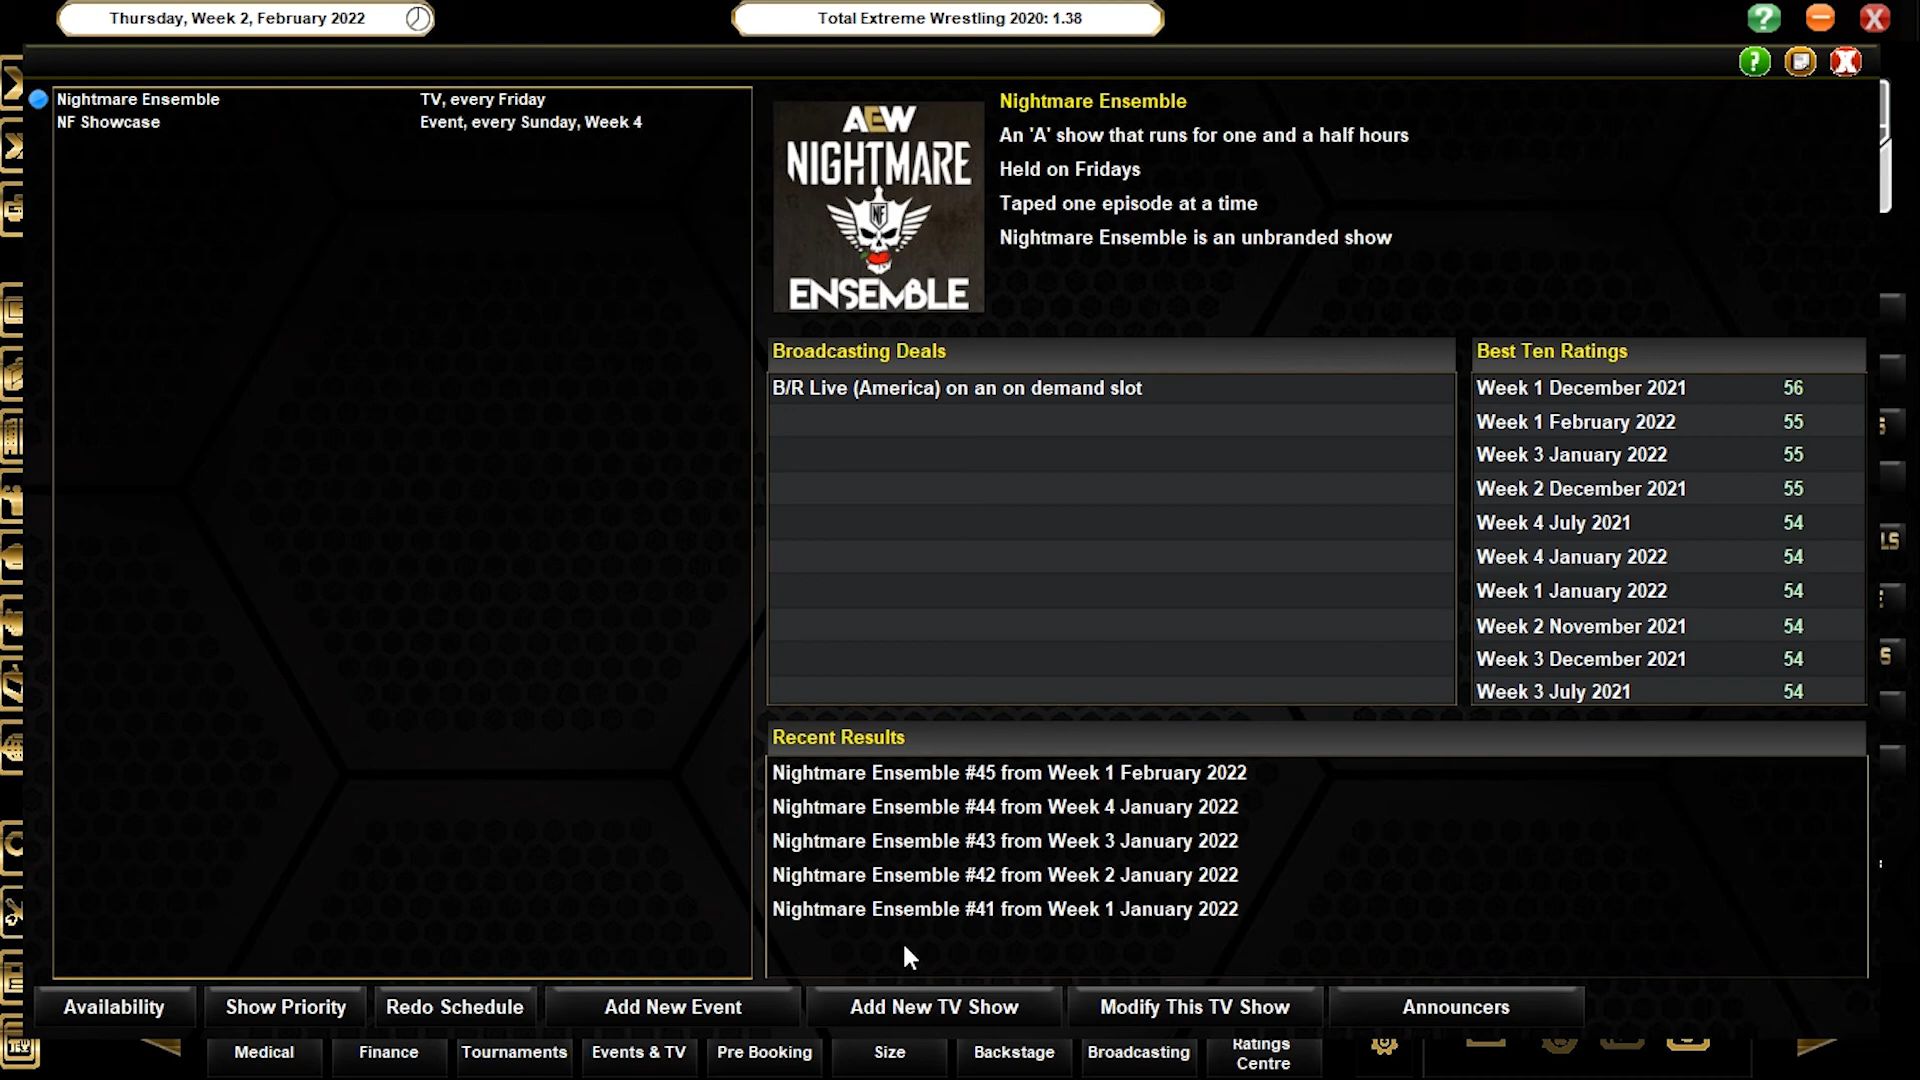 Thursday, Week 2, February 2022
Total Extreme Wrestling 2020: 1.38
Nightmare Ensemble TV, every Friday
NF Showcase Event, every Sunday, Week 4
AEW
NIGHTMARE
NF
ENSEMBLE
Nightmare Ensemble
An 'A' show that runs for one and a half hours
Held on Fridays
Taped one episode at a time
Nightmare Ensemble is an unbranded show
Broadcasting Deals
B/R Live (America) on an on demand slot
Best Ten Ratings
Week 1 December 2021 56
Week 1 February 2022 55
Week 3 January 2022 55
Week 2 December 2021 55
Week 4 July 2021 54
Week 4 January 2022 54
Week 1 January 2022 54
Week 2 November 2021 54
Week 3 December 2021 54
Week 3 July 2021 54
Recent Results
Nightmare Ensemble #45 from Week 1 February 2022
Nightmare Ensemble #44 from Week 4 January 2022
Nightmare Ensemble #43 from Week 3 January 2022
Nightmare Ensemble #42 from Week 2 January 2022
Nightmare Ensemble #41 from Week 1 January 2022
Availability Show Priority Redo Schedule Add New Event Add New TV Show Modify This TV Show Announcers
Medical Finance Tournaments Events & TV Pre Booking Size Backstage Broadcasting Ratings Centre